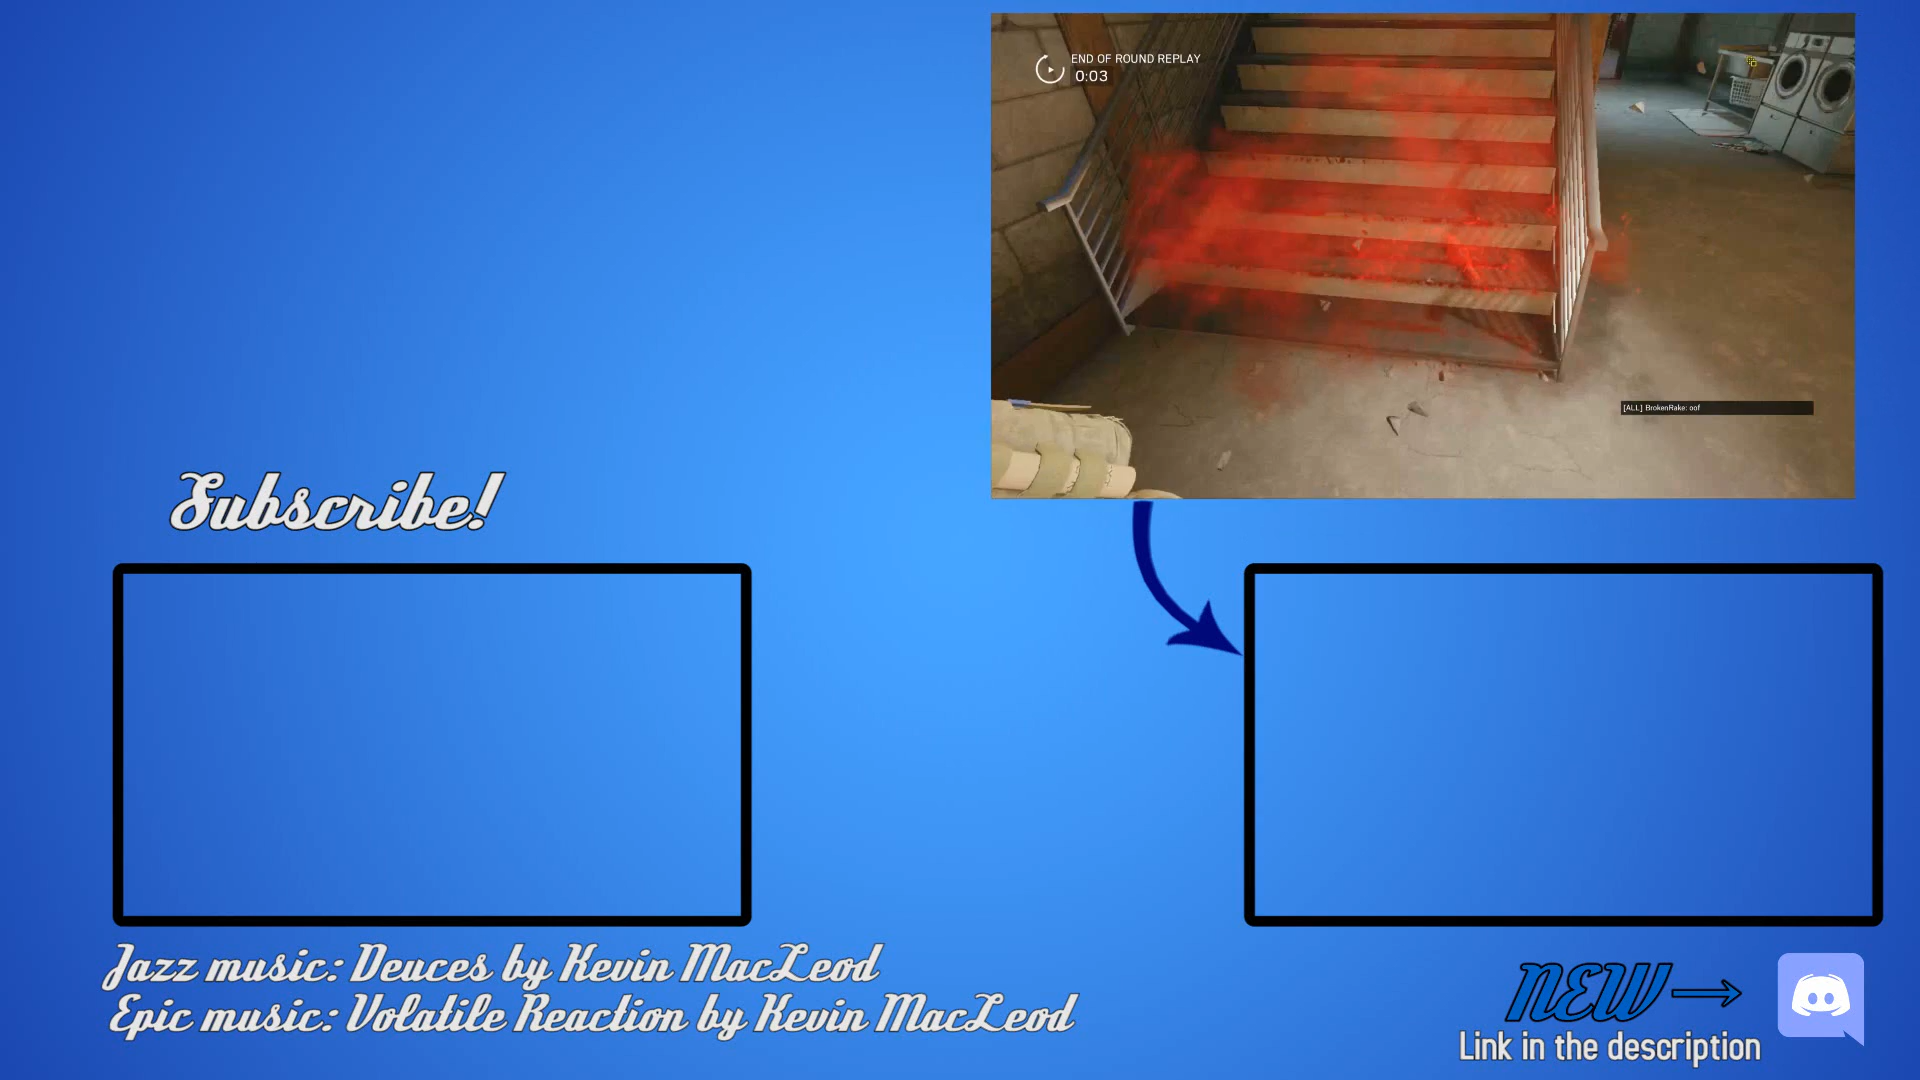 END OF ROUND REPLAY
0:03
[ALL] BrokenRake: oof
Subscribe!
Jazz music: Deuces by Kevin MacLeod
Epic music: Volatile Reaction by Kevin MacLeod
NEW
Link in the description